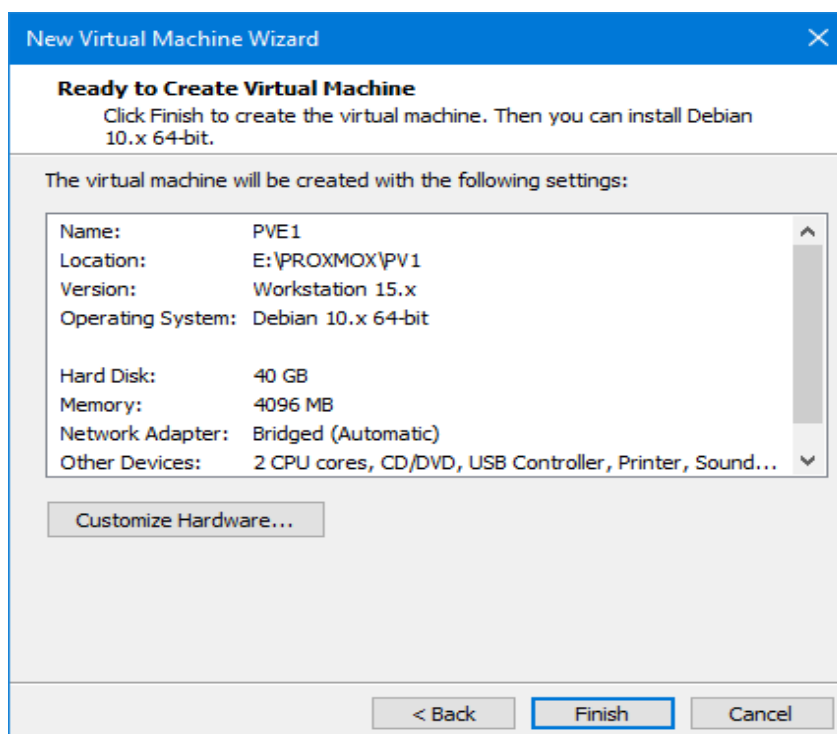 New Virtual Machine Wizard
Ready to Create Virtual Machine
Click Finish to create the virtual machine. Then you can install Debian
10.x 64-bit.
The virtual machine will be created with the following settings:
Name: PVE1
Location: E:\PROXMOX\PV1
Version: Workstation 15.x
Operating System: Debian 10.x 64-bit
Hard Disk: 40 GB
Memory: 4096 MB
Network Adapter: Bridged (Automatic)
Other Devices: 2 CPU cores, CD/DVD, USB Controller, Printer, Sound...
Customize Hardware...
< Back Finish Cancel